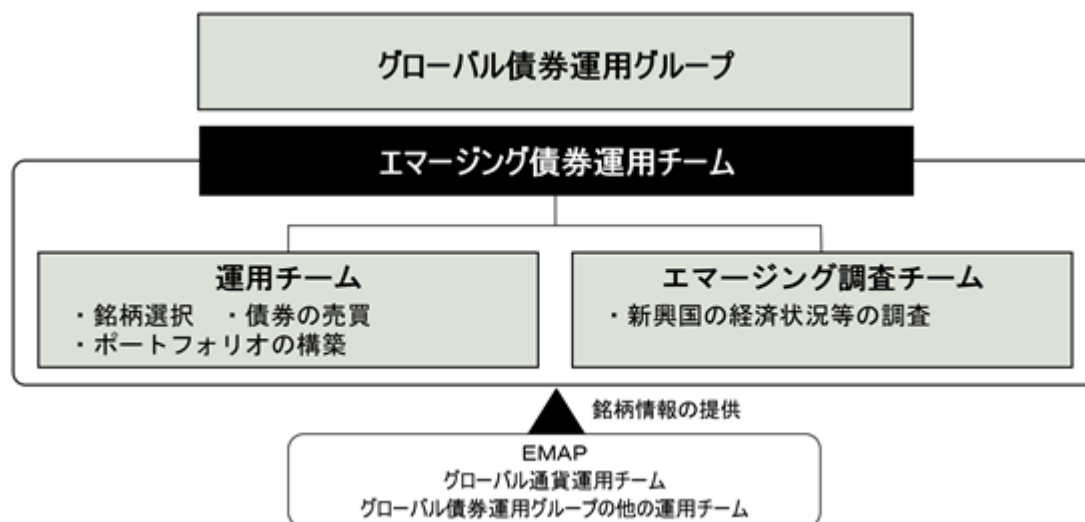 グローバル債券運用グループ
エマージング債券運用チーム
運用チーム
・銘柄選択　・債券の売買
・ポートフォリオの構築
エマージング調査チーム
・新興国の経済状況等の調査
銘柄情報の提供
EMAP
グローバル通貨運用チーム
グローバル債券運用グループの他の運用チーム